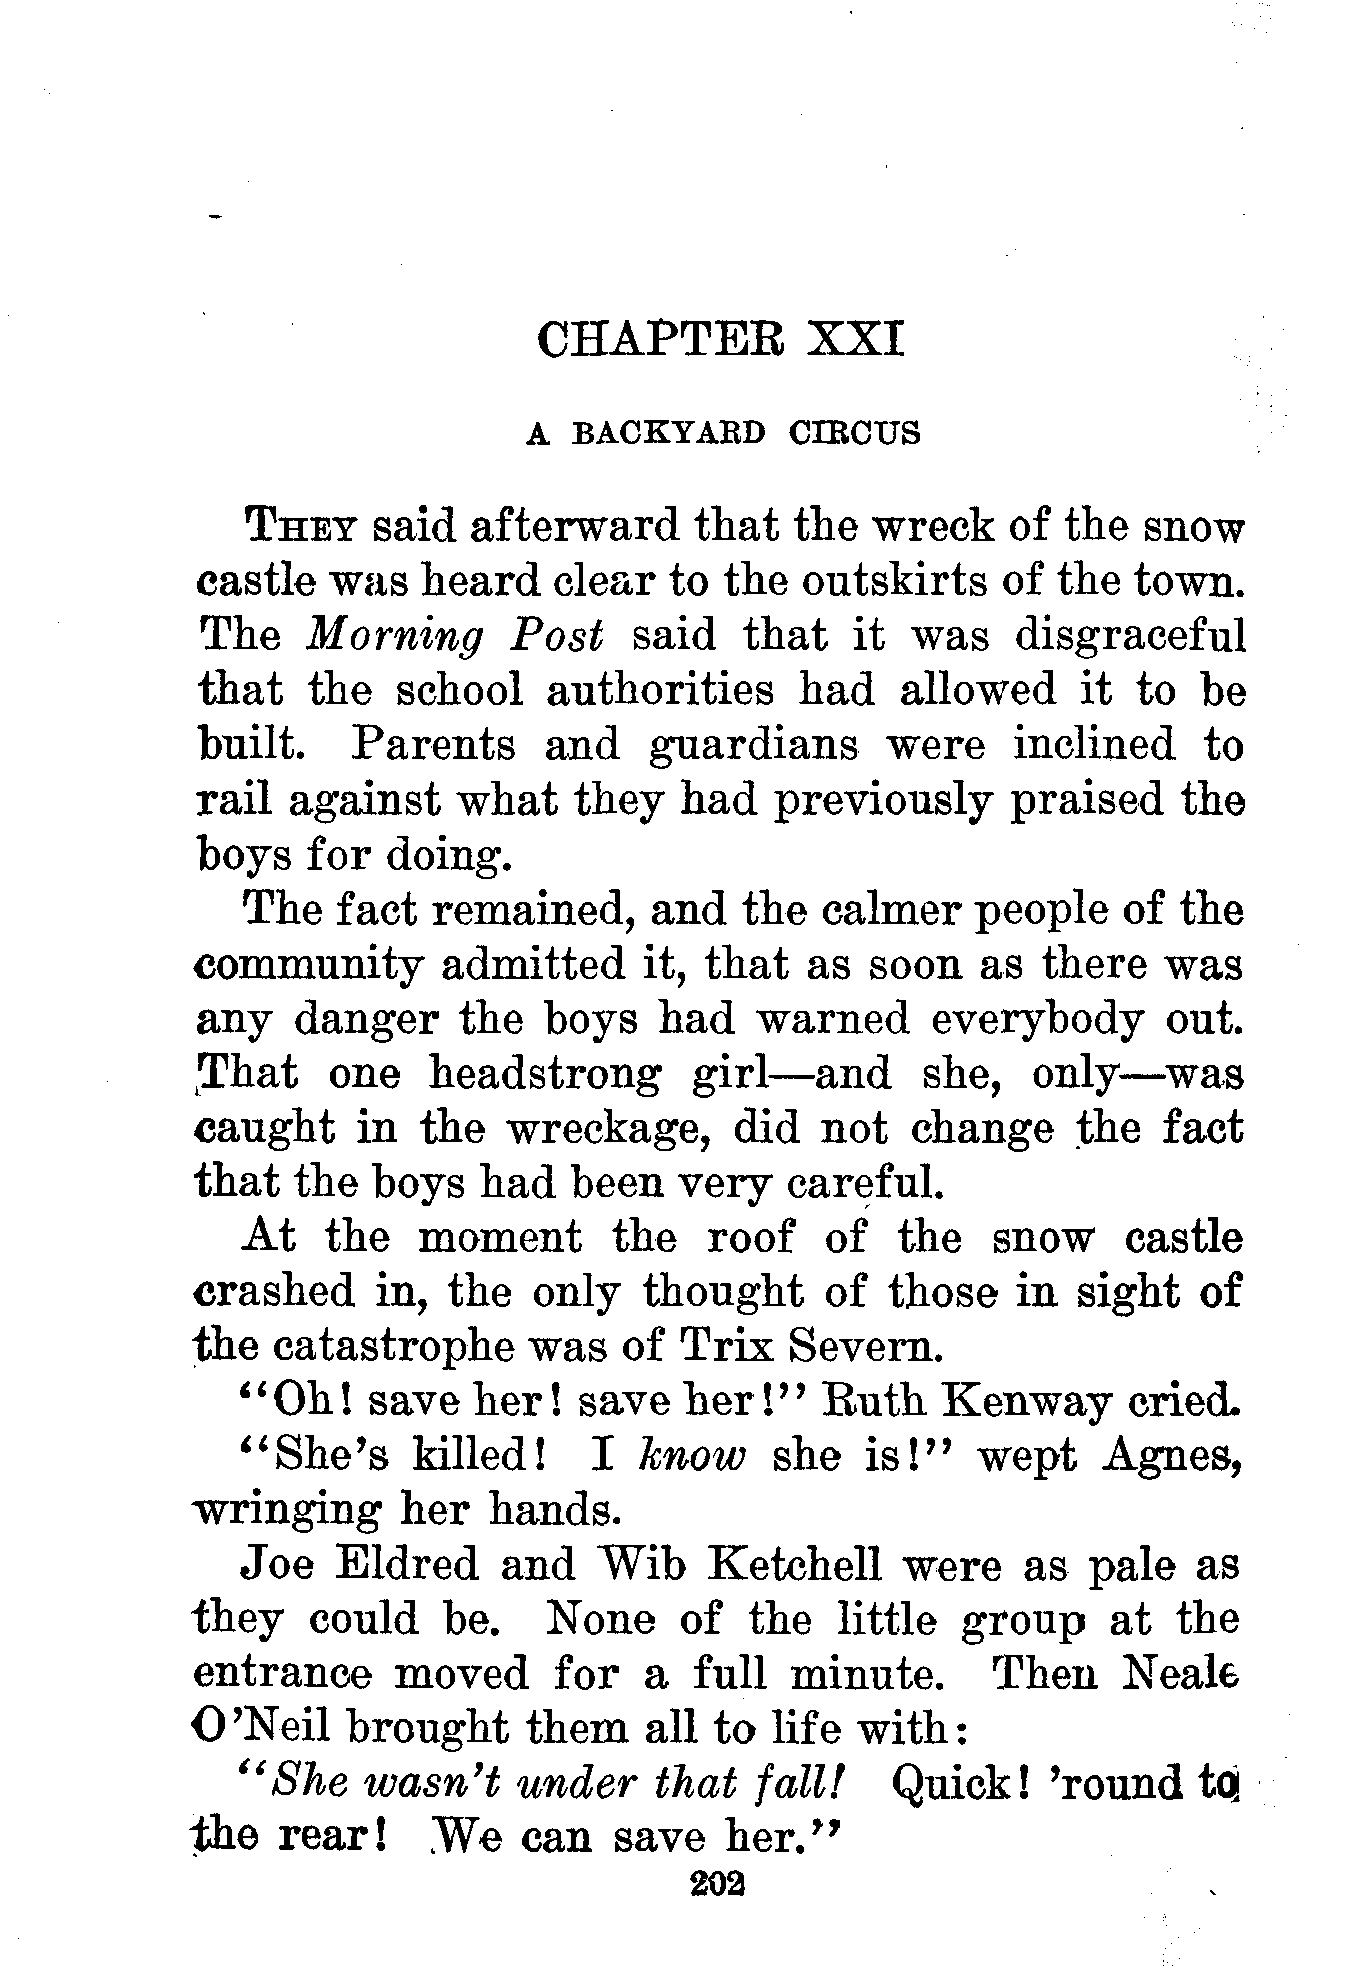 CHAPTER XXI
A BACKYARD CIRCUS
THEY said afterward that the wreck of the snow
castle was heard clear to the outskirts of the town.
The Morning Post said that it was disgraceful
that the school authorities had allowed it to be
built. Parents and guardians were inclined to
rail against what they had previously praised the
boys for doing.
The fact remained, and the calmer people of the
community admitted it, that as soon as there was
any danger the boys had warned everybody out.
That one headstrong girl—and she, only—was
caught in the wreckage, did not change the fact
that the boys had been very careful.
At the moment the roof of the snow castle
crashed in, the only thought of those in sight of
the catastrophe was of Trix Severn.
"Oh! save her! save her!" Ruth Kenway cried.
"She's killed! I know she is!" wept Agnes,
wringing her hands.
Joe Eldred and Wib Ketchell were as pale as
they could be. None of the little group at the
entrance moved for a full minute. Then Neale
O'Neil brought them all to life with:
"She wasn't under that fall! Quick! 'round to
the rear! We can save her."
202